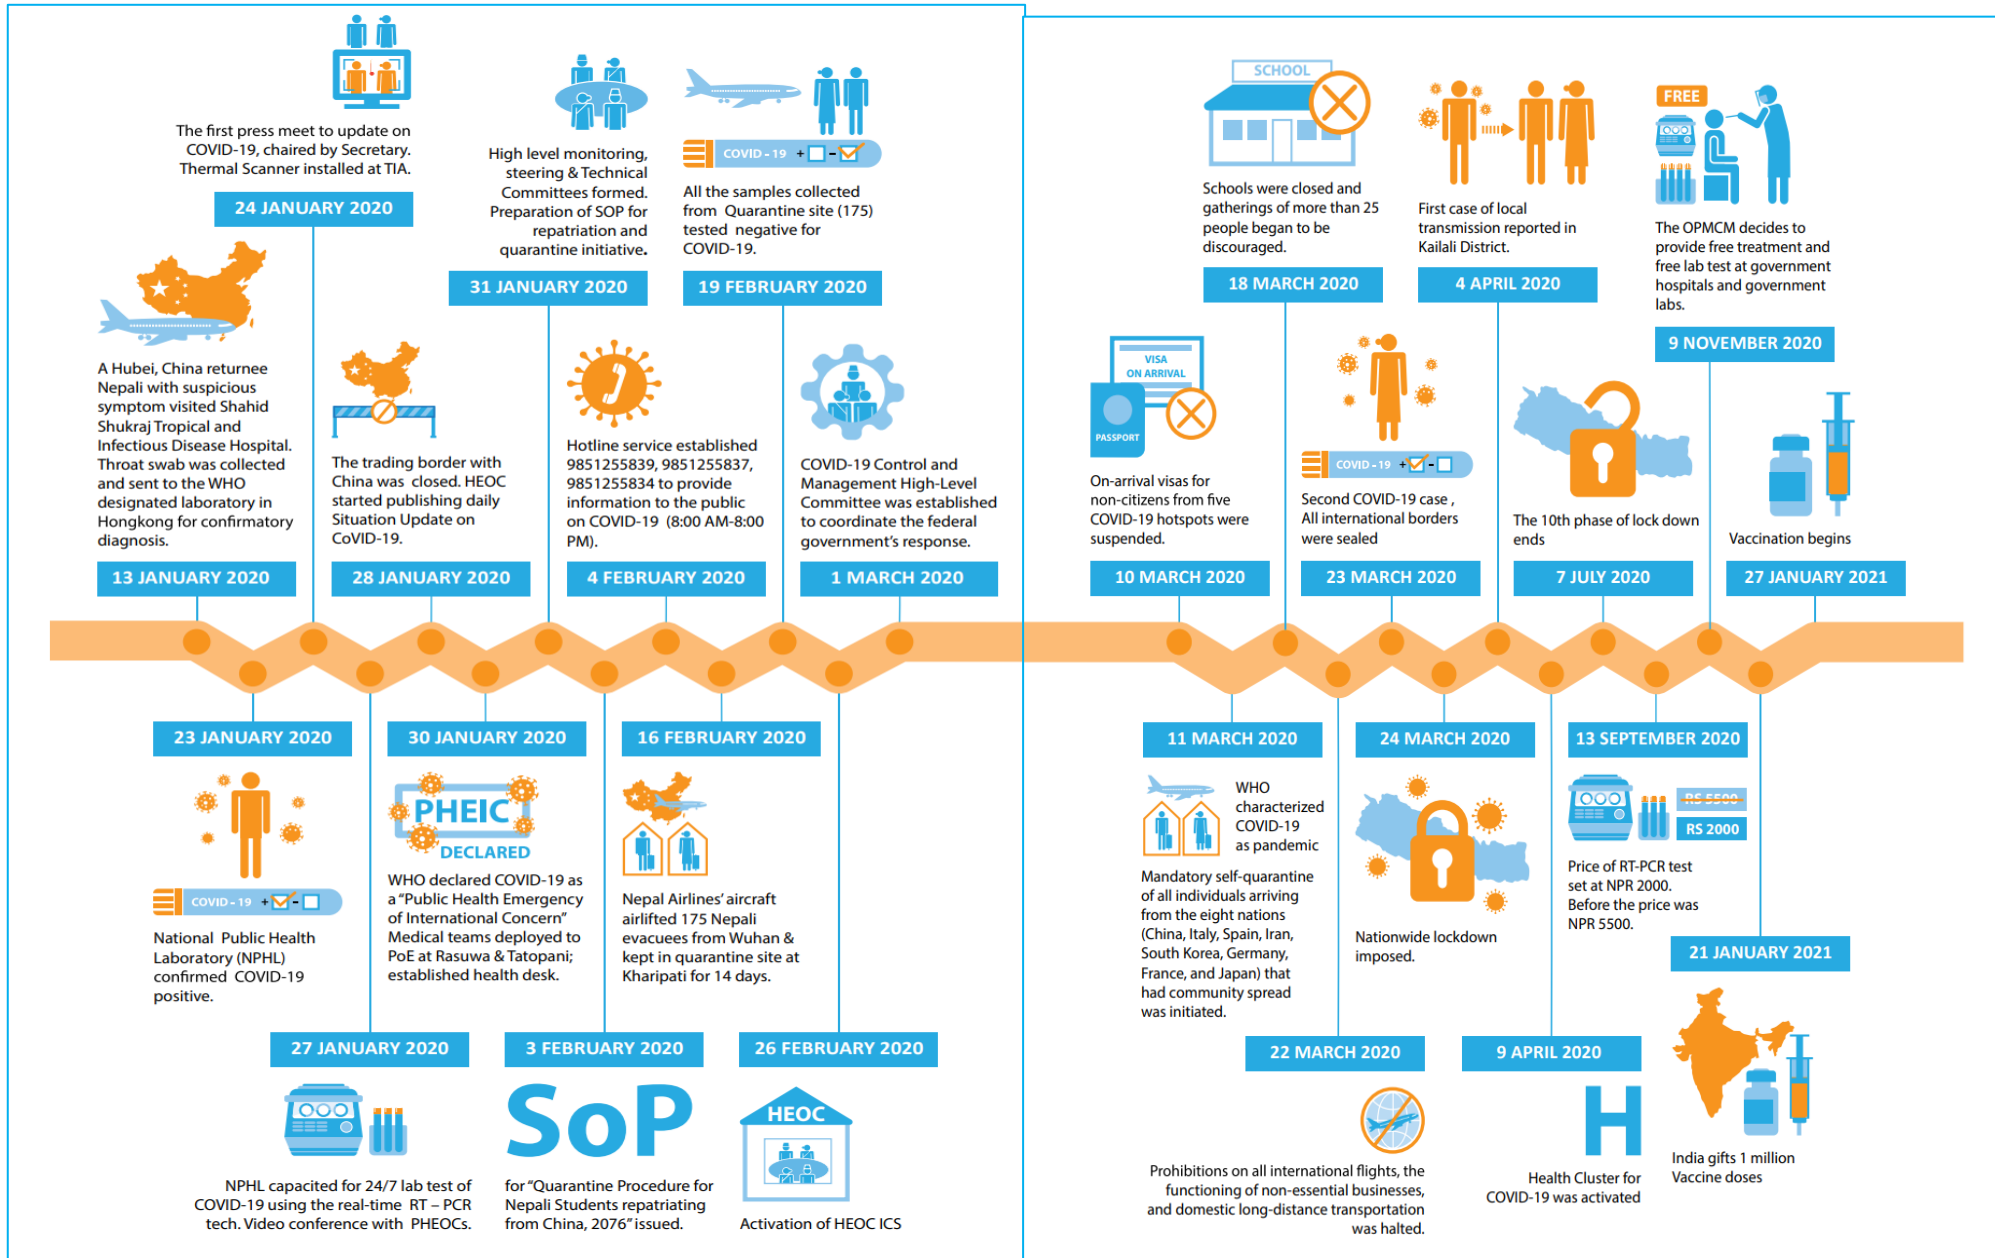 The first press meet to update on
COVID-19, chaired by Secretary.
Thermal Scanner installed at TIA.
24 JANUARY 2020
High level monitoring,
steering & Technical
Committees formed.
Preparation of SOP for
repatriation and
quarantine initiative.
31 JANUARY 2020
COVID - 19 + -
All the samples collected
from Quarantine site (175)
tested negative for
COVID-19.
19 FEBRUARY 2020
A Hubei, China returnee
Nepali with suspicious
symptom visited Shahid
Shukraj Tropical and
Infectious Disease Hospital.
Throat swab was collected
and sent to the WHO
designated laboratory in
Hongkong for confirmatory
diagnosis.
13 JANUARY 2020
The trading border with
China was closed. HEOC
started publishing daily
Situation Update on
CoVID-19.
28 JANUARY 2020
Hotline service established
9851255839, 9851255837,
9851255834 to provide
information to the public
on COVID-19 (8:00 AM-8:00
PM).
4 FEBRUARY 2020
COVID-19 Control and
Management High-Level
Committee was established
to coordinate the federal
government's response.
1 MARCH 2020
23 JANUARY 2020
COVID - 19 + -
National Public Health
Laboratory (NPHL)
confirmed COVID-19
positive.
30 JANUARY 2020
PHEIC
DECLARED
WHO declared COVID-19 as
a "Public Health Emergency
of International Concern"
Medical teams deployed to
PoE at Rasuwa & Tatopani;
established health desk.
16 FEBRUARY 2020
Nepal Airlines' aircraft
airlifted 175 Nepali
evacuees from Wuhan &
kept in quarantine site at
Kharipati for 14 days.
27 JANUARY 2020
NPHL capacited for 24/7 lab test of
COVID-19 using the real-time RT – PCR
tech. Video conference with PHEOCs.
3 FEBRUARY 2020
SoP
for "Quarantine Procedure for
Nepali Students repatriating
from China, 2076" issued.
26 FEBRUARY 2020
HEOC
Activation of HEOC ICS
SCHOOL
Schools were closed and
gatherings of more than 25
people began to be
discouraged.
18 MARCH 2020
First case of local
transmission reported in
Kailali District.
4 APRIL 2020
FREE
The OPMCM decides to
provide free treatment and
free lab test at government
hospitals and government
labs.
9 NOVEMBER 2020
VISA
ON ARRIVAL
PASSPORT
On-arrival visas for
non-citizens from five
COVID-19 hotspots were
suspended.
10 MARCH 2020
COVID - 19 + -
Second COVID-19 case ,
All international borders
were sealed
23 MARCH 2020
The 10th phase of lock down
ends
7 JULY 2020
Vaccination begins
27 JANUARY 2021
11 MARCH 2020
WHO
characterized
COVID-19
as pandemic
Mandatory self-quarantine
of all individuals arriving
from the eight nations
(China, Italy, Spain, Iran,
South Korea, Germany,
France, and Japan) that
had community spread
was initiated.
24 MARCH 2020
Nationwide lockdown
imposed.
13 SEPTEMBER 2020
RS 5500
RS 2000
Price of RT-PCR test
set at NPR 2000.
Before the price was
NPR 5500.
21 JANUARY 2021
India gifts 1 million
Vaccine doses
22 MARCH 2020
Prohibitions on all international flights, the
functioning of non-essential businesses,
and domestic long-distance transportation
was halted.
9 APRIL 2020
H
Health Cluster for
COVID-19 was activated